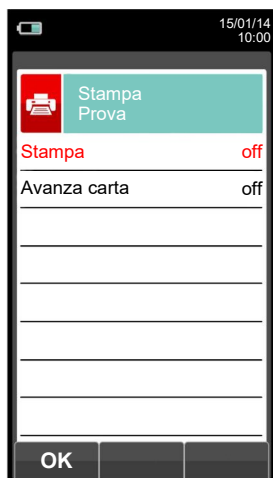 15/01/14
10:00
Stampa
Prova
Stampa off
Avanza carta off
OK